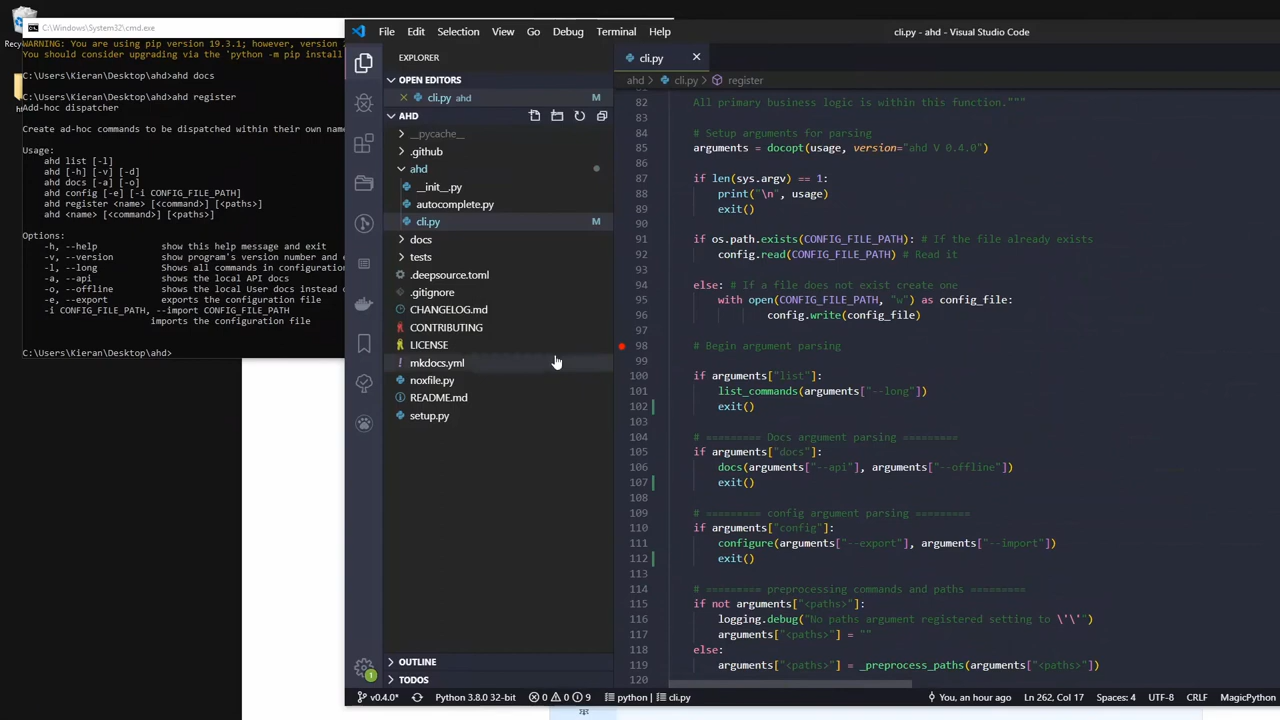 Recy
C:\Windows\System32\cmd.exe
WARNING: You are using pip version 19.3.1; however, version 2
You should consider upgrading via the 'python -m pip install
C:\Users\Kieran\Desktop\ahd>ahd docs
C:\Users\Kieran\Desktop\ahd>ahd register
Add-hoc dispatcher
Create ad-hoc commands to be dispatched within their own name
Usage:
ahd list [-l]
ahd [-h] [-v] [-d]
ahd docs [-a] [-o]
ahd config [-e] [-i CONFIG_FILE_PATH]
ahd register <name> [<command>] [<paths>]
ahd <name> [<command>] [<paths>]
Options:
-h, --help show this help message and exit
-v, --version show program's version number and e
-l, --long Shows all commands in configuration
-a, --api shows the local API docs
-o, --offline shows the local User docs instead o
-e, --export exports the configuration file
-i CONFIG_FILE_PATH, --import CONFIG_FILE_PATH
imports the configuration file
C:\Users\Kieran\Desktop\ahd>
File Edit Selection View Go Debug Terminal Help
cli.py - ahd - Visual Studio Code
EXPLORER
OPEN EDITORS
cli.py ahd M
AHD
__pycache__
.github
ahd
__init__.py
autocomplete.py
cli.py M
docs
tests
.deepsource.toml
.gitignore
CHANGELOG.md
CONTRIBUTING
LICENSE
mkdocs.yml
noxfile.py
README.md
setup.py
OUTLINE
TODOS
cli.py
ahd > cli.py > register
82 All primary business logic is within this function."""
83
84 # Setup arguments for parsing
85 arguments = docopt(usage, version="ahd V 0.4.0")
86
87 if len(sys.argv) == 1:
88 print("\n", usage)
89 exit()
90
91 if os.path.exists(CONFIG_FILE_PATH): # If the file already exists
92 config.read(CONFIG_FILE_PATH) # Read it
93
94 else: # If a file does not exist create one
95 with open(CONFIG_FILE_PATH, "w") as config_file:
96 config.write(config_file)
97
98 # Begin argument parsing
99
100 if arguments["list"]:
101 list_commands(arguments["--long"])
102 exit()
103
104 # ========= Docs argument parsing =========
105 if arguments["docs"]:
106 docs(arguments["--api"], arguments["--offline"])
107 exit()
108
109 # ========= config argument parsing =========
110 if arguments["config"]:
111 configure(arguments["--export"], arguments["--import"])
112 exit()
113
114 # ========= preprocessing commands and paths =========
115 if not arguments["<paths>"]:
116 logging.debug("No paths argument registered setting to \'\'")
117 arguments["<paths>"] = ""
118 else:
119 arguments["<paths>"] = _preprocess_paths(arguments["<paths>"])
120
1
v0.4.0* Python 3.8.0 32-bit 0 0 9 python | cli.py You, an hour ago Ln 262, Col 17 Spaces: 4 UTF-8 CRLF MagicPython